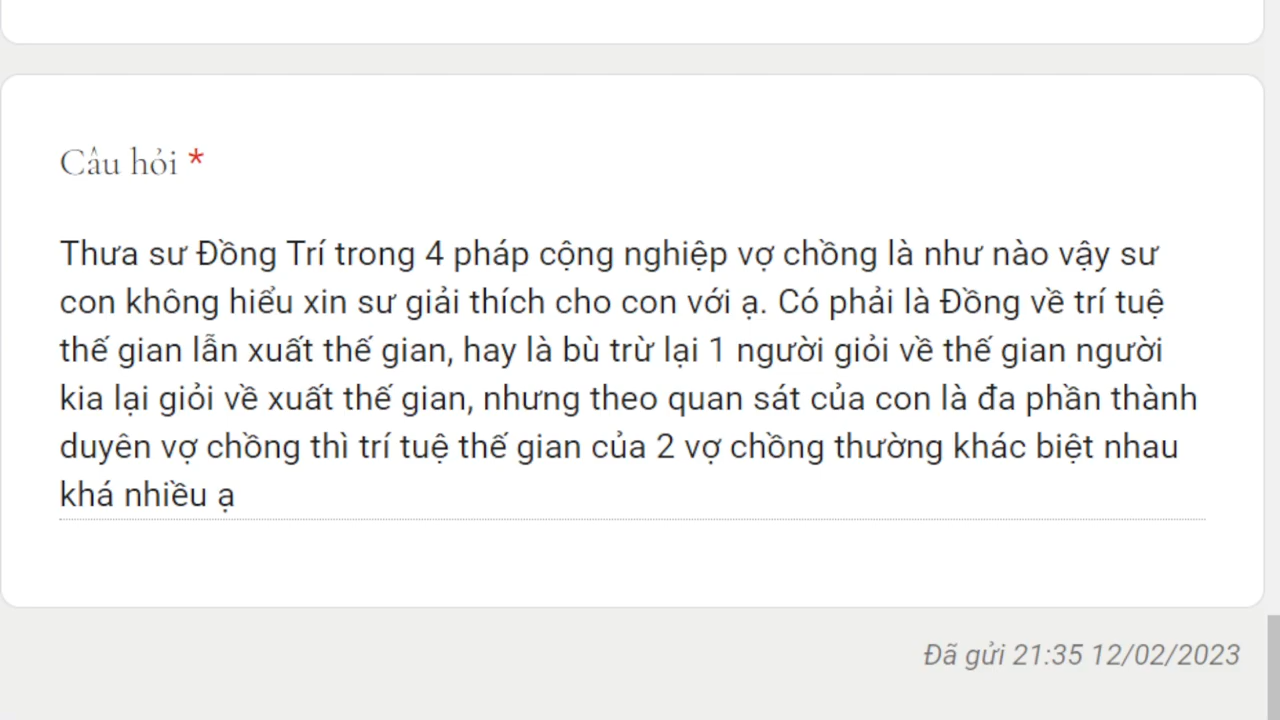 Câu hỏi *
Thưa sư Đồng Trí trong 4 pháp cộng nghiệp vợ chồng là như nào vậy sư
con không hiểu xin sư giải thích cho con với ạ. Có phải là Đồng về trí tuệ
thế gian lẫn xuất thế gian, hay là bù trừ lại 1 người giỏi về thế gian người
kia lại giỏi về xuất thế gian, nhưng theo quan sát của con là đa phần thành
duyên vợ chồng thì trí tuệ thế gian của 2 vợ chồng thường khác biệt nhau
khá nhiều ạ
Đã gửi 21:35 12/02/2023